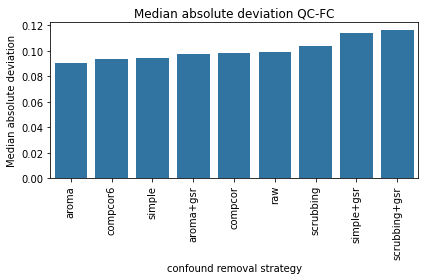 Median absolute deviation QC-FC
Median absolute deviation
0.12
0.10
0.08
0.06
0.04
0.02
0.00
aroma
compcor6
simple
aroma+gsr
compcor
raw
scrubbing
simple+gsr
scrubbing+gsr
confound removal strategy